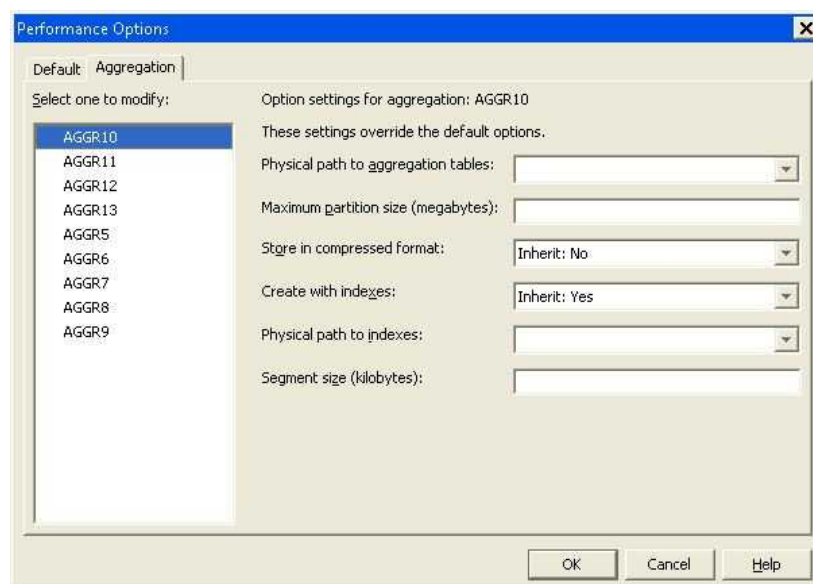 Performance Options
Default
Aggregation
Select one to modify:
AGGR10
AGGR11
AGGR12
AGGR13
AGGR5
AGGR6
AGGR7
AGGR8
AGGR9
Option settings for aggregation: AGGR10
These settings override the default options.
Physical path to aggregation tables:
Maximum partition size (megabytes):
Store in compressed format:
Inherit: No
Create with indexes:
Inherit: Yes
Physical path to indexes:
Segment size (kilobytes):
OK
Cancel
Help